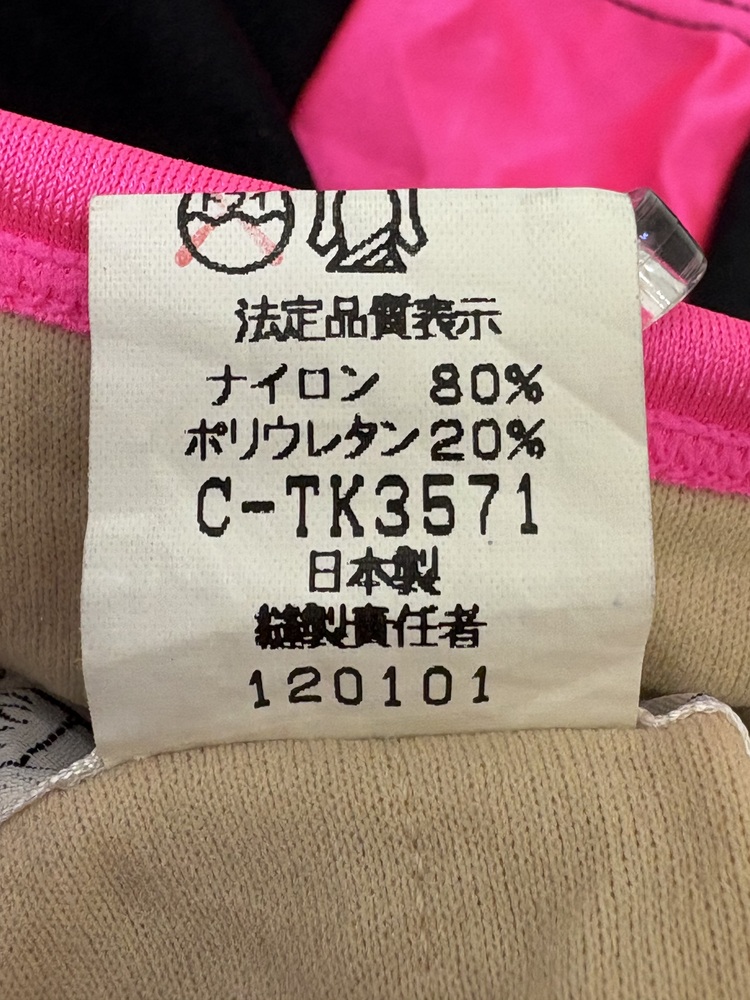 法定品質表示
ナイロン 80%
ポリウレタン20%
C-TK3571
日本製
縫製責任者
120101